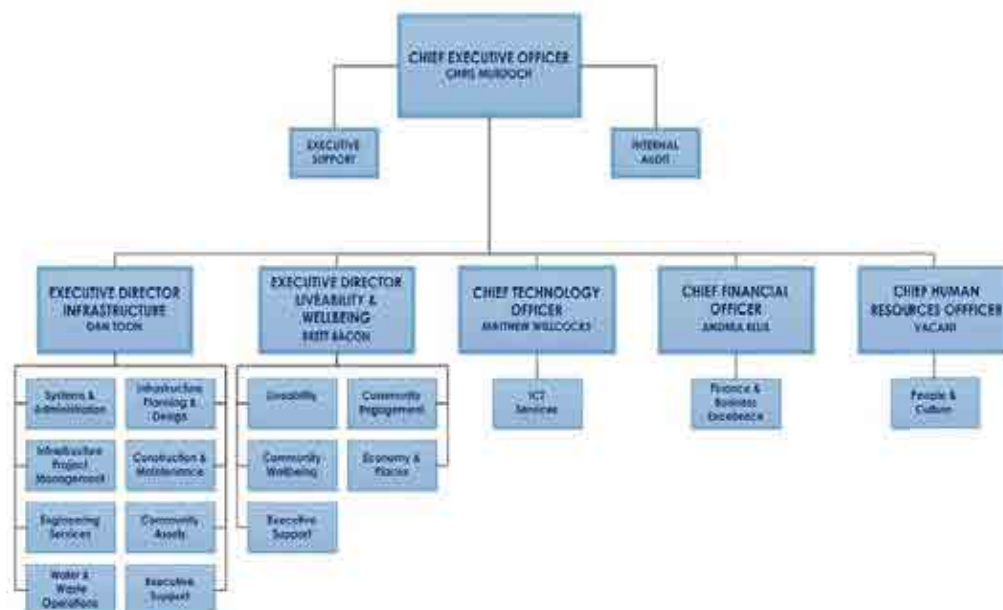 CHIEF EXECUTIVE OFFICER
CHRIS MURDOCH
EXECUTIVE
SUPPORT
INTERNAL
AUDIT
EXECUTIVE DIRECTOR
INFRASTRUCTURE
DAN TOON
EXECUTIVE DIRECTOR
LIVEABILITY &
WELLBEING
BRETT BACON
CHIEF TECHNOLOGY
OFFICER
MATTHEW WILLCOCKS
CHIEF FINANCIAL
OFFICER
ANDREA ELLIS
CHIEF HUMAN
RESOURCES OFFICER
VACANT
Systems &
Administration
Infrastructure
Planning &
Design
Infrastructure
Project
Management
Construction &
Maintenance
Engineering
Services
Community
Assets
Water &
Waste
Operations
Executive
Support
Liveability
Community
Engagement
Community
Wellbeing
Economy &
Places
Executive
Support
ICT
Services
Finance &
Business
Excellence
People &
Culture